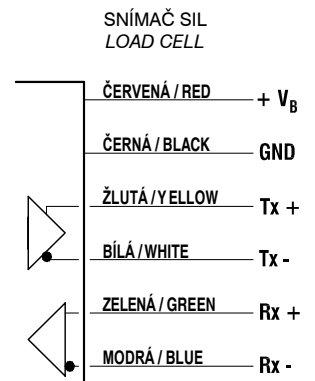 SNÍMAČ SIL
LOAD CELL
ČERVENÁ / RED + VB
ČERNÁ / BLACK GND
ŽLUTÁ / YELLOW Tx +
BÍLÁ / WHITE Tx -
ZELENÁ / GREEN Rx +
MODRÁ / BLUE Rx -